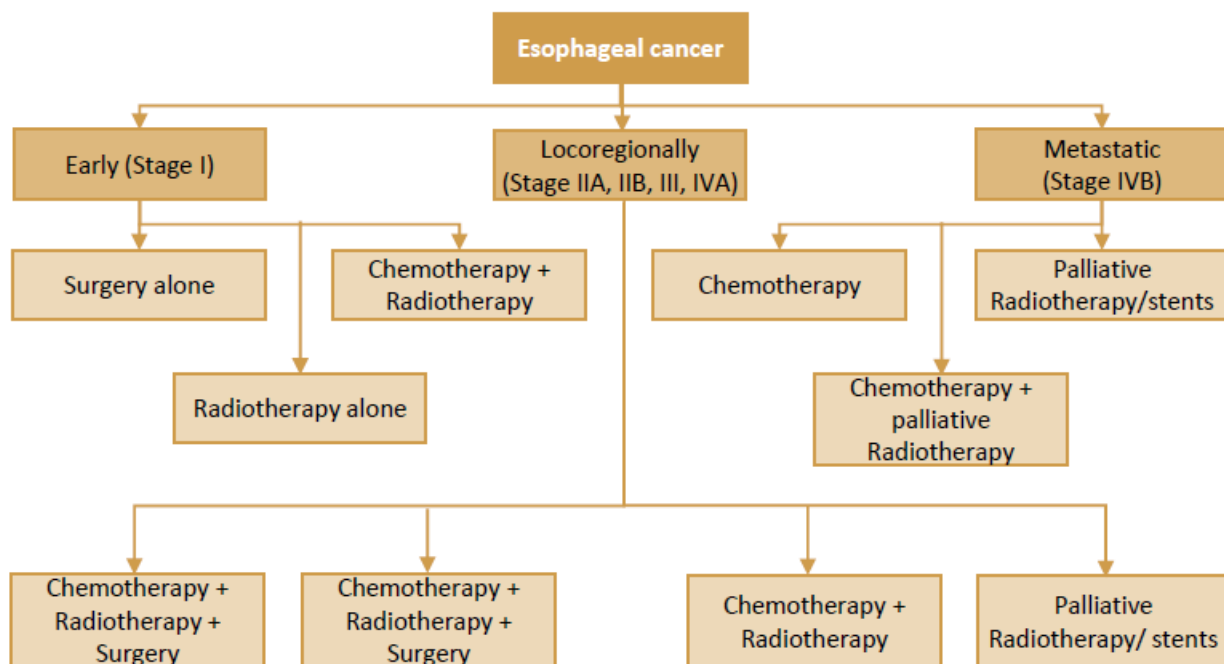 Esophageal cancer
Early (Stage I)
Locoregionally
(Stage IIA, IIB, III, IVA)
Metastatic
(Stage IVB)
Surgery alone
Chemotherapy +
Radiotherapy
Chemotherapy
Palliative
Radiotherapy/stents
Radiotherapy alone
Chemotherapy +
palliative
Radiotherapy
Chemotherapy +
Radiotherapy +
Surgery
Chemotherapy +
Radiotherapy +
Surgery
Chemotherapy +
Radiotherapy
Palliative
Radiotherapy/ stents